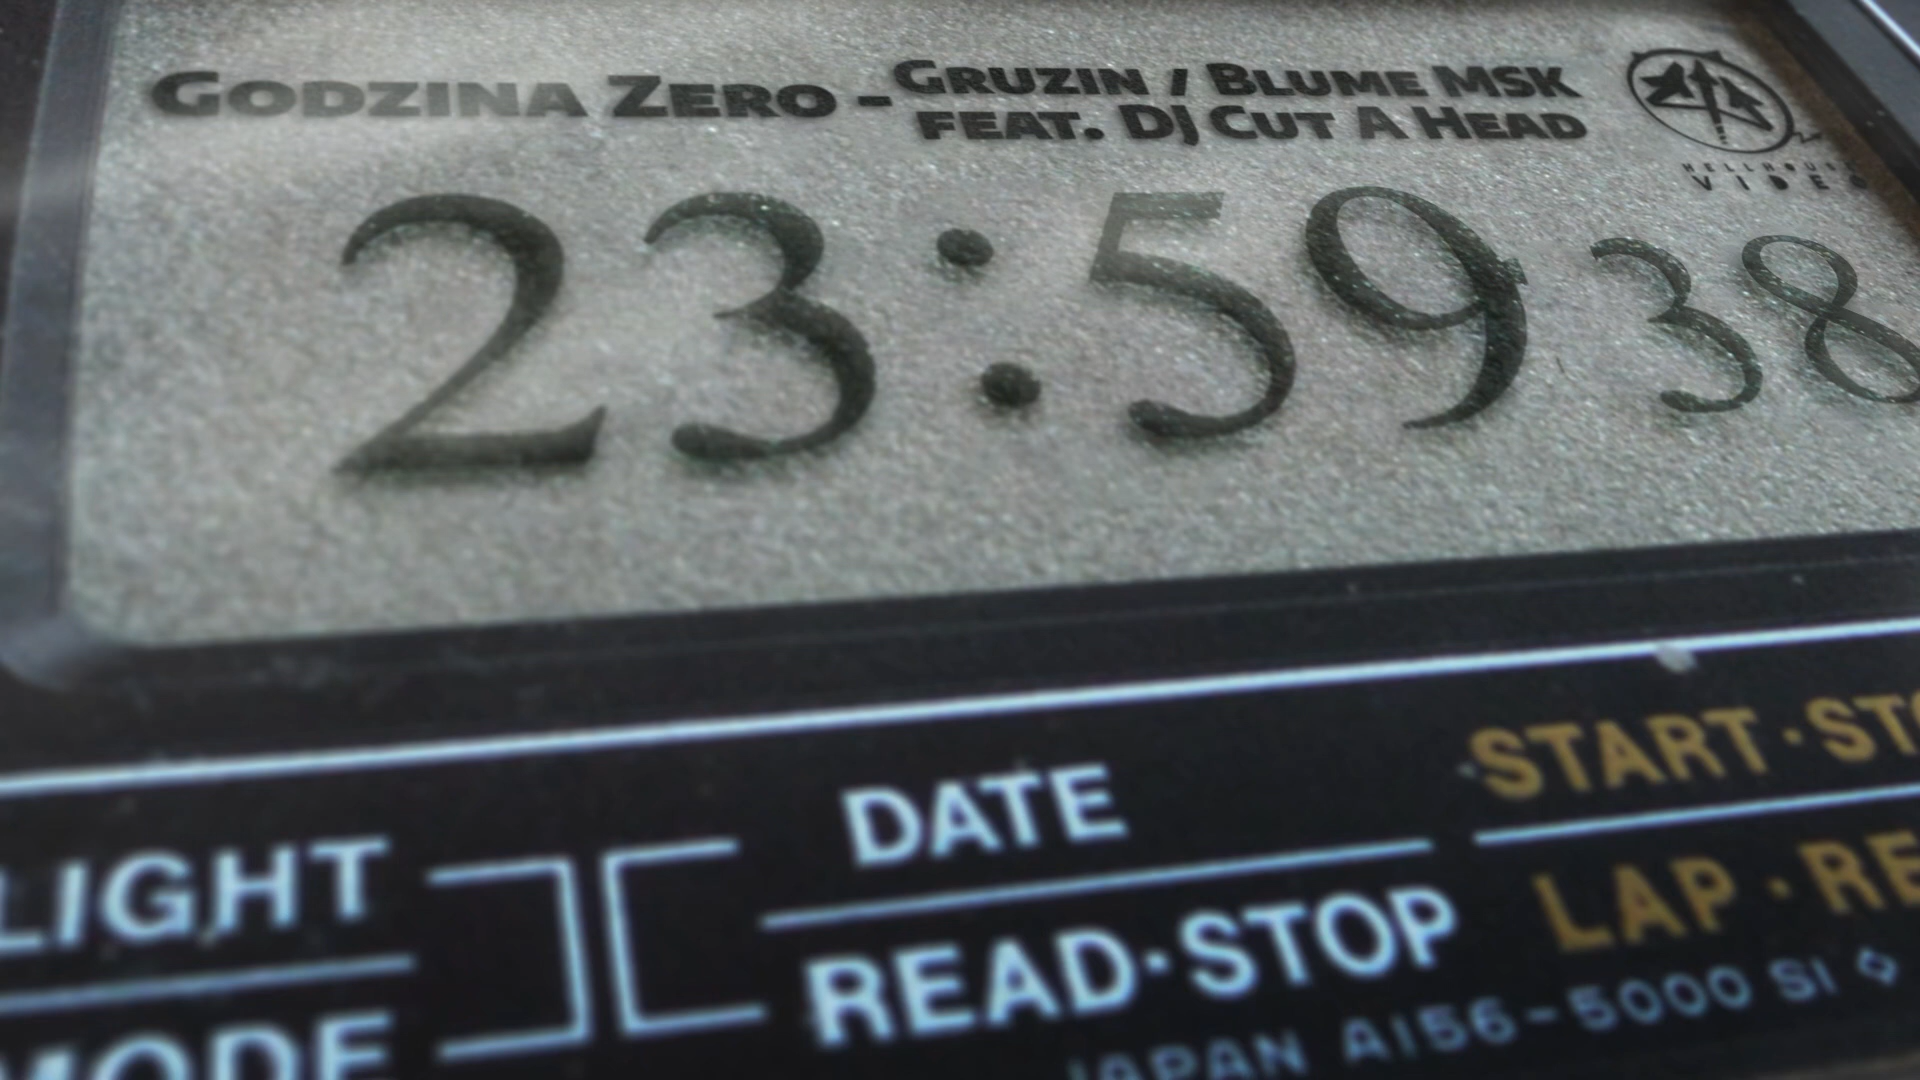 GODZINA ZERO - GRUZIN / BLUME MSK
FEAT. DJ CUT A HEAD
VIDEO
23:59 38
DATE
START·STO
LIGHT
READ·STOP
LAP·RE
MODE
JAPAN A156-5000 SI